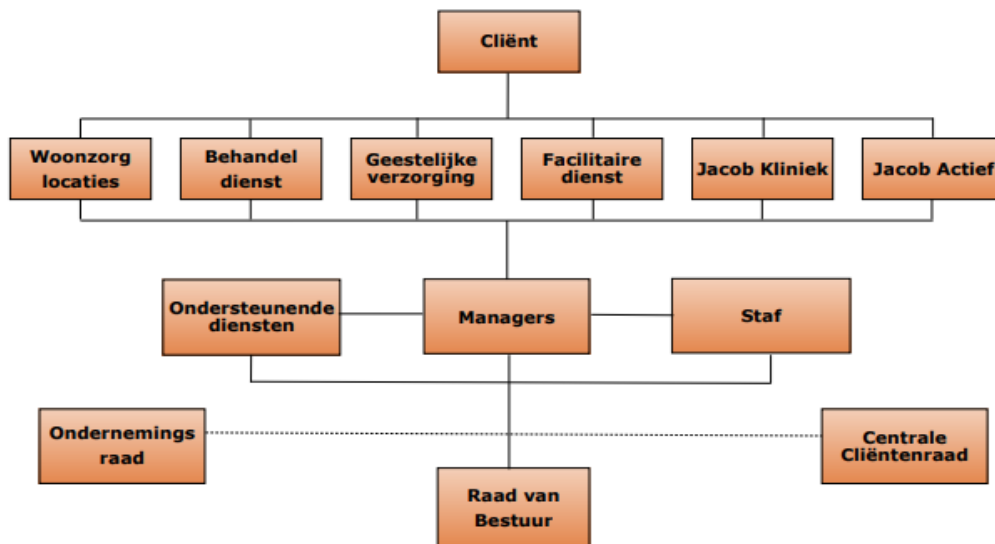 Cliënt
Woonzorg
locaties
Behandel
dienst
Geestelijke
verzorging
Facilitaire
dienst
Jacob Kliniek
Jacob Actief
Ondersteunende
diensten
Managers
Staf
Ondernemings
raad
Centrale
Cliëntenraad
Raad van
Bestuur